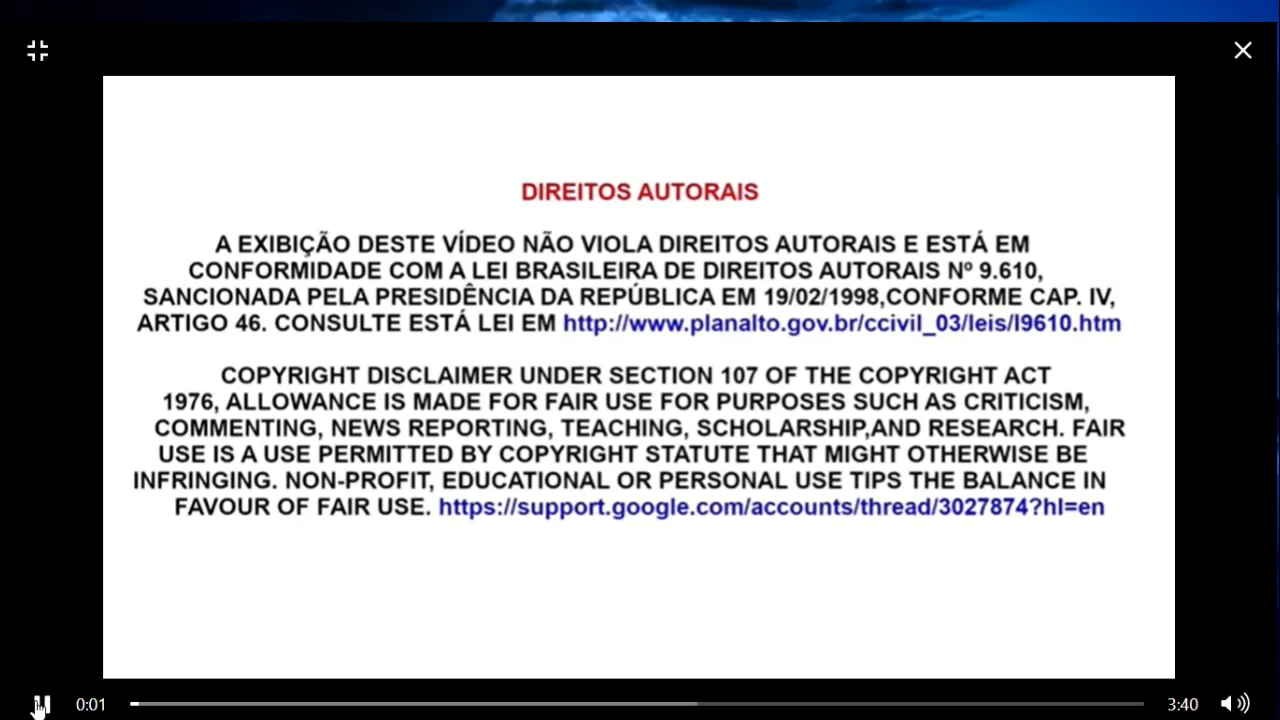 DIREITOS AUTORAIS
A EXIBIÇÃO DESTE VÍDEO NÃO VIOLA DIREITOS AUTORAIS E ESTÁ EM
CONFORMIDADE COM A LEI BRASILEIRA DE DIREITOS AUTORAIS Nº 9.610,
SANCIONADA PELA PRESIDÊNCIA DA REPÚBLICA EM 19/02/1998,CONFORME CAP. IV,
ARTIGO 46. CONSULTE ESTÁ LEI EM http://www.planalto.gov.br/ccivil_03/leis/l9610.htm
COPYRIGHT DISCLAIMER UNDER SECTION 107 OF THE COPYRIGHT ACT
1976, ALLOWANCE IS MADE FOR FAIR USE FOR PURPOSES SUCH AS CRITICISM,
COMMENTING, NEWS REPORTING, TEACHING, SCHOLARSHIP,AND RESEARCH. FAIR
USE IS A USE PERMITTED BY COPYRIGHT STATUTE THAT MIGHT OTHERWISE BE
INFRINGING. NON-PROFIT, EDUCATIONAL OR PERSONAL USE TIPS THE BALANCE IN
FAVOUR OF FAIR USE. https://support.google.com/accounts/thread/3027874?hl=en
0:01 3:40